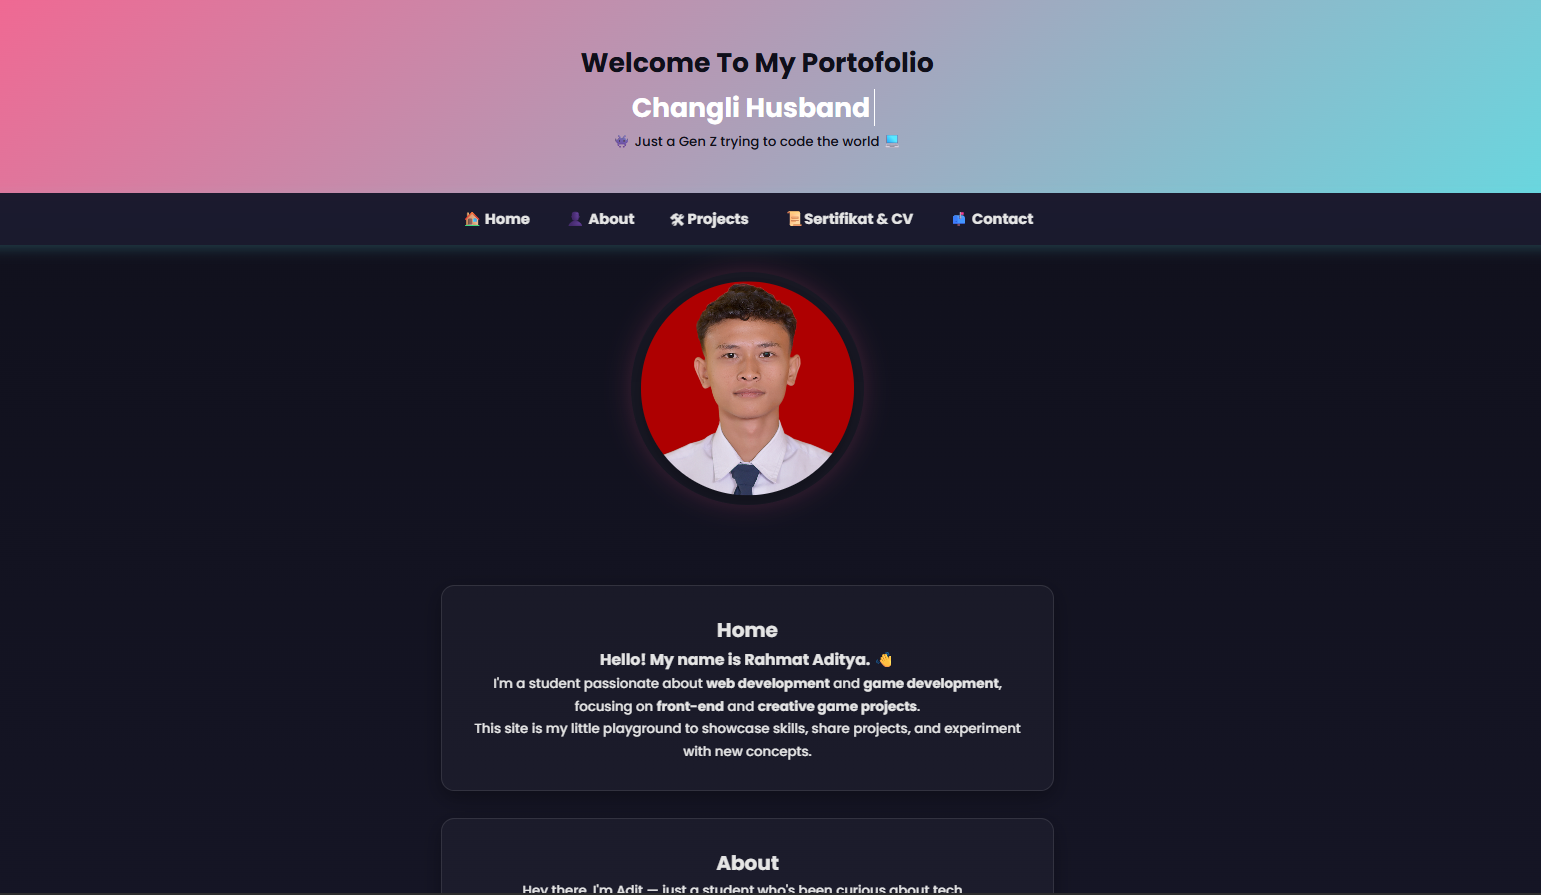 Welcome To My Portofolio
Changli Husband
👾 Just a Gen Z trying to code the world 💻
🏠 Home 👤 About 🛠 Projects 📜Sertifikat & CV 📫 Contact
Home
Hello! My name is Rahmat Aditya. 👋
I'm a student passionate about web development and game development,
focusing on front-end and creative game projects.
This site is my little playground to showcase skills, share projects, and experiment
with new concepts.
About
Hey there, I'm Adit — just a student who's been curious about tech